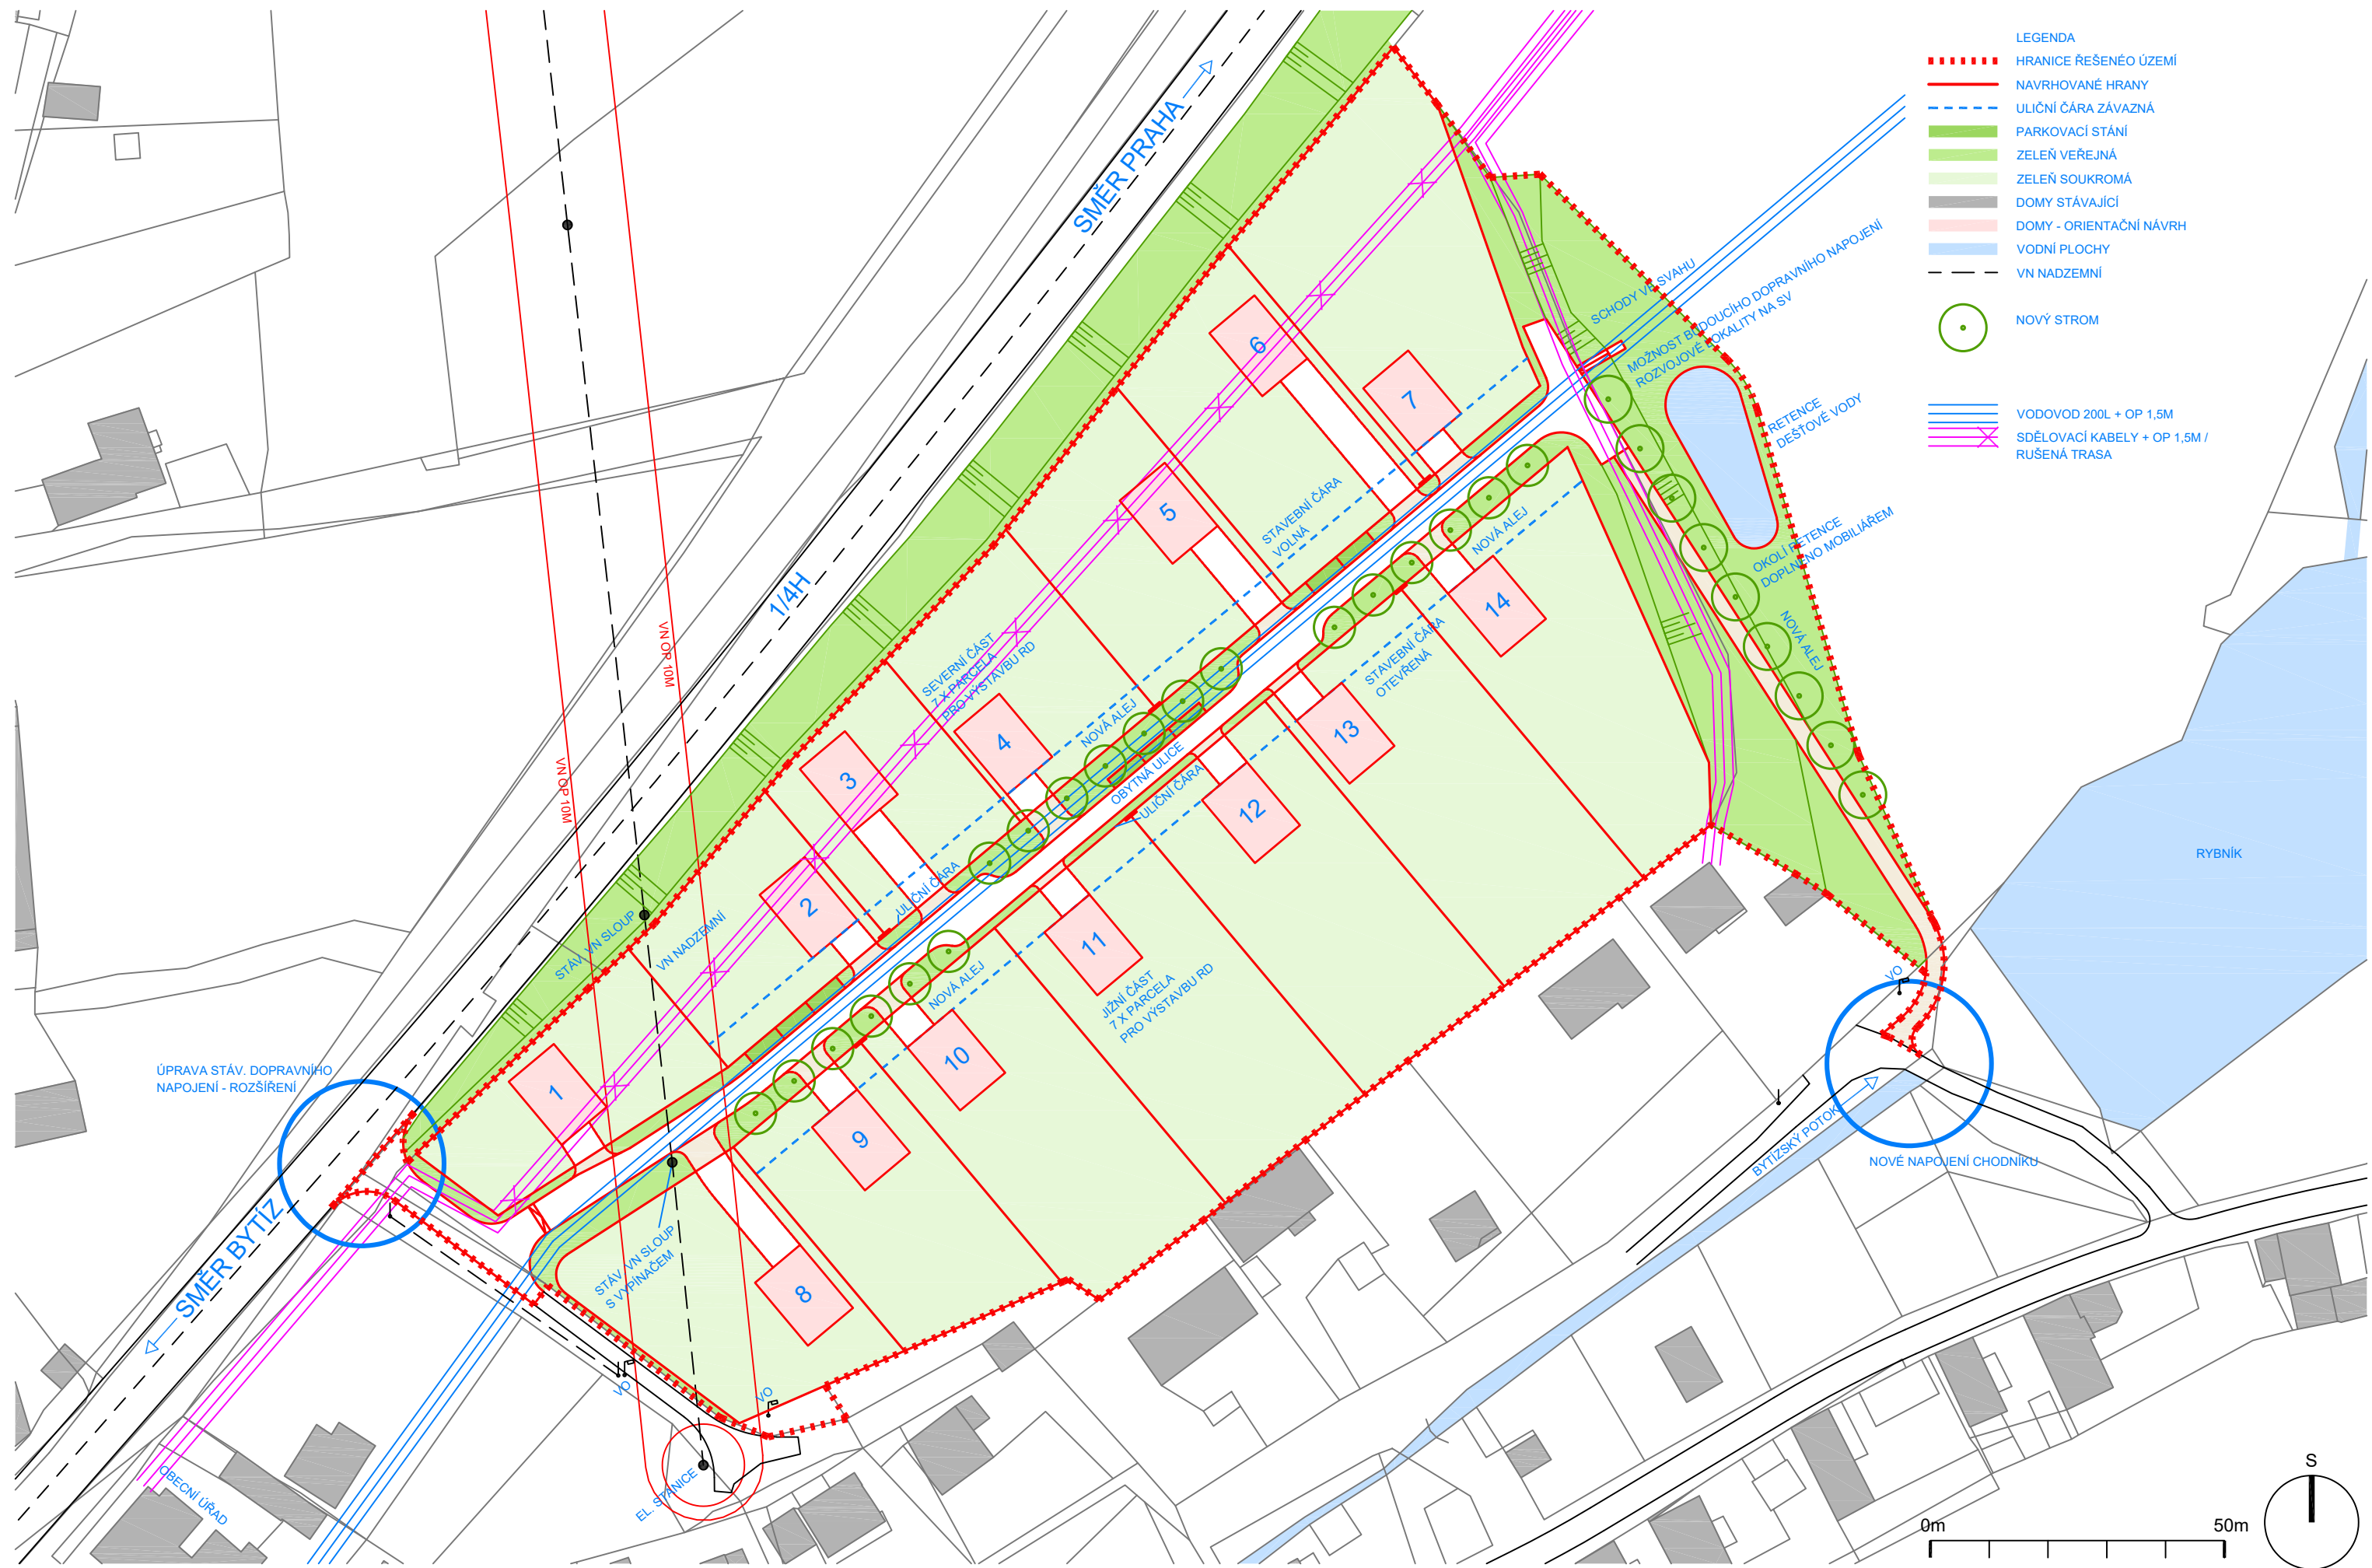 LEGENDA
HRANICE ŘEŠENÉO ÚZEMÍ
NAVRHOVANÉ HRANY
ULIČNÍ ČÁRA ZÁVAZNÁ
PARKOVACÍ STÁNÍ
ZELEŇ VEŘEJNÁ
ZELEŇ SOUKROMÁ
DOMY STÁVAJÍCÍ
DOMY - ORIENTAČNÍ NÁVRH
VODNÍ PLOCHY
VN NADZEMNÍ
NOVÝ STROM
VODOVOD 200L + OP 1,5M
SDĚLOVACÍ KABELY + OP 1,5M /
RUŠENÁ TRASA
SMĚR PRAHA
1/4H
SMĚR BYTÍZ
VN OP 10M
VN OP 10M
SCHODY VE SVAHU
MOŽNOST BUDOUCÍHO DOPRAVNÍHO NAPOJENÍ
ROZVOJOVÉ LOKALITY NA SV
RETENCE
DEŠŤOVÉ VODY
OKOLÍ RETENCE
DOPLNĚNO MOBILIÁŘEM
NOVÁ ALEJ
6
7
5
STAVEBNÍ ČÁRA
VOLNÁ
NOVÁ ALEJ
14
STAVEBNÍ ČÁRA
OTEVŘENÁ
SEVERNÍ ČÁST
7 X PARCELA
PRO VÝSTAVBU RD
NOVÁ ALEJ
4
3
13
OBYTNÁ ULICE
ULIČNÍ ČÁRA
12
2
ULIČNÍ ČÁRA
11
STÁV. VN SLOUP
VN NADZEMNÍ
NOVÁ ALEJ
JIŽNÍ ČÁST
7 X PARCELA
PRO VÝSTAVBU RD
10
1
9
8
STÁV. VN SLOUP
S VYPÍNAČEM
RYBNÍK
VO
ÚPRAVA STÁV. DOPRAVNÍHO
NAPOJENÍ - ROZŠÍŘENÍ
BYTÍZSKÝ POTOK
NOVÉ NAPOJENÍ CHODNÍKU
VO
VO
EL. STANICE
OBECNÍ ÚŘAD
S
0m
50m